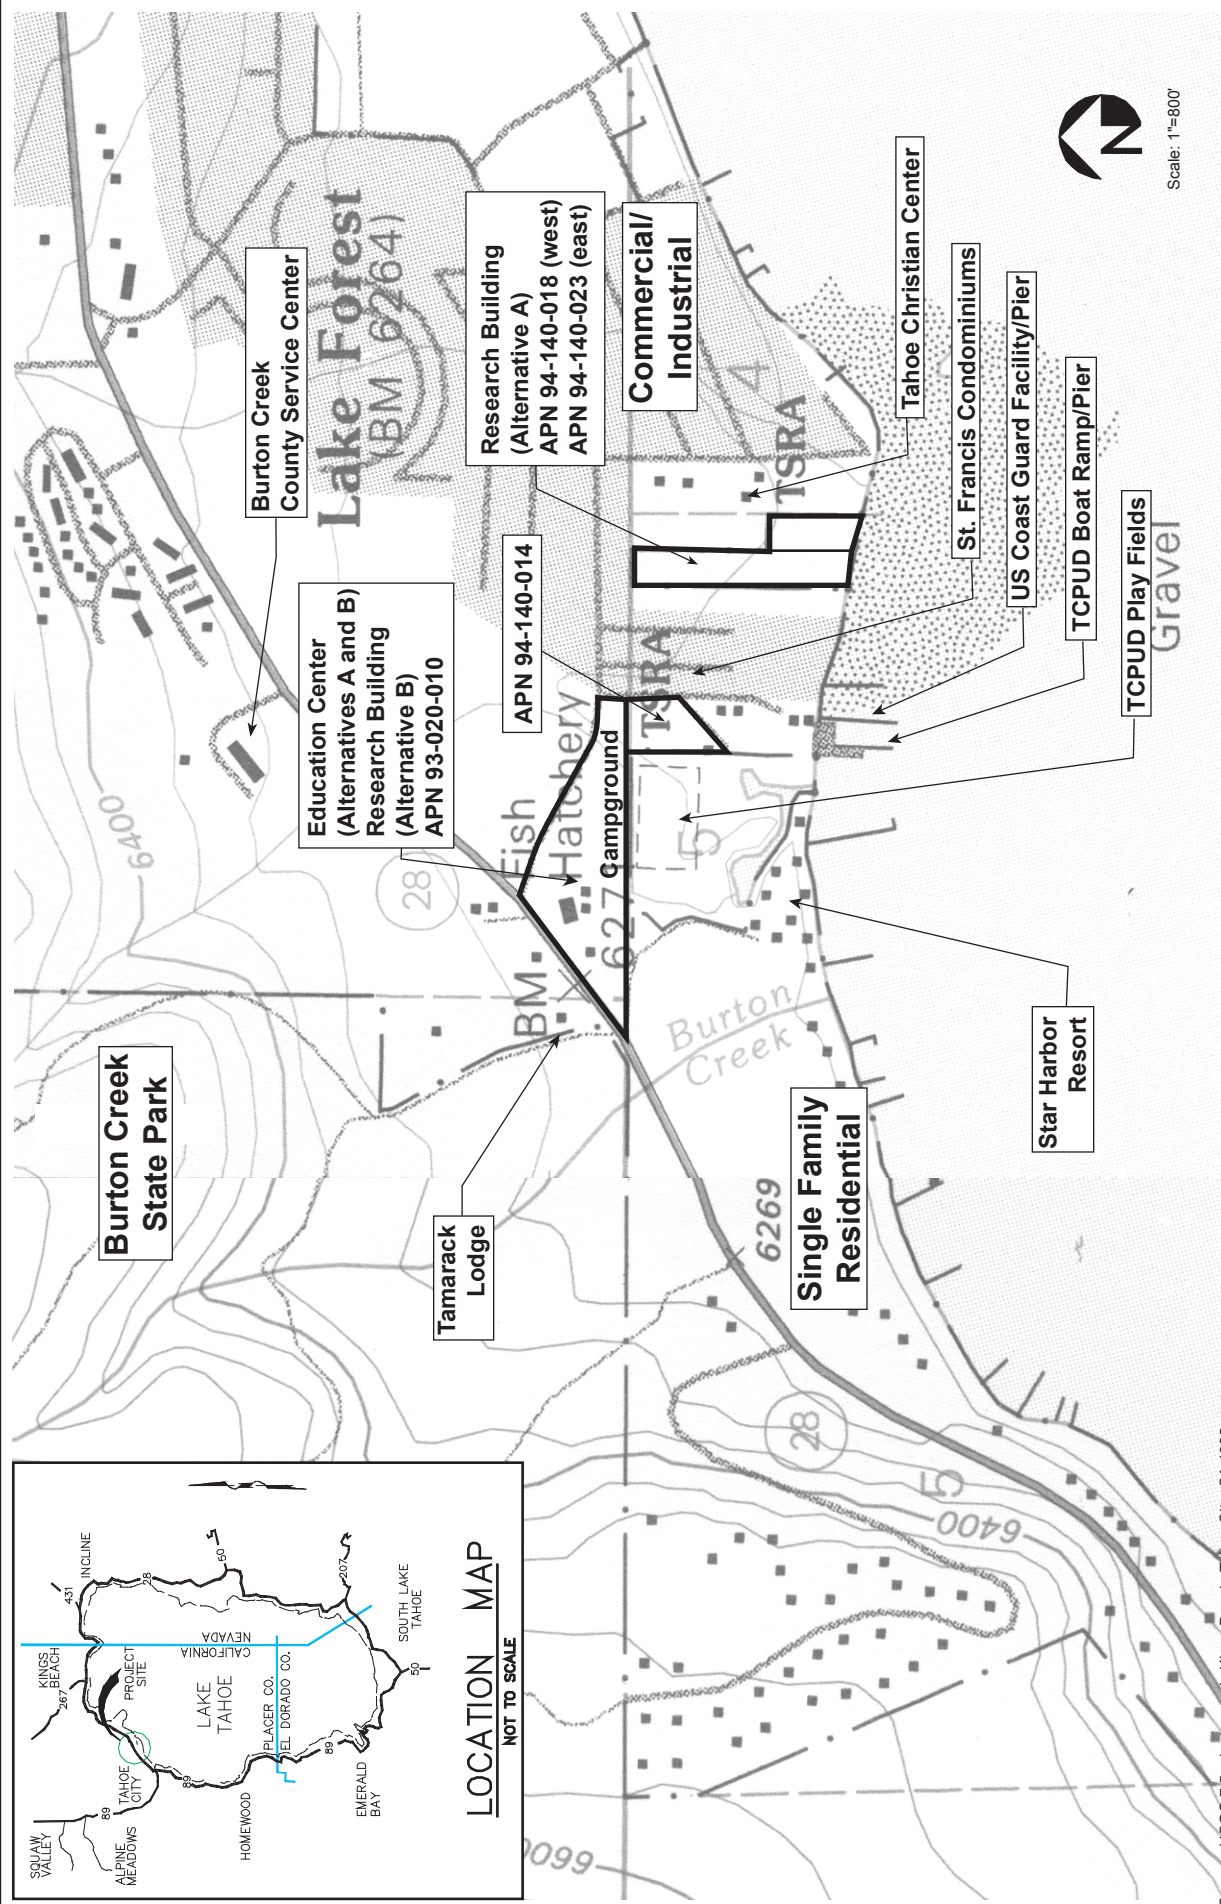 Burton Creek
State Park
Burton Creek
County Service Center
Lake Forest
(BM 6264)
Education Center
(Alternatives A and B)
Research Building
(Alternative B)
APN 93-020-010
Research Building
(Alternative A)
APN 94-140-018 (west)
APN 94-140-023 (east)
APN 94-140-014
Commercial/
Industrial
Tamarack
Lodge
Fish
Hatchery
BM
627
Campground
TSRA
TSRA
4
5
5
28
28
6400
6400
6600
6269
Burton
Creek
Single Family
Residential
Star Harbor
Resort
Tahoe Christian Center
St. Francis Condominiums
US Coast Guard Facility/Pier
TCPUD Boat Ramp/Pier
TCPUD Play Fields
Gravel
N
Scale: 1"=800'
SQUAW
VALLEY
ALPINE
MEADOWS
89
TAHOE
CITY
267
KINGS
BEACH
PROJECT
SITE
431
INCLINE
28
50
207
NEVADA
CALIFORNIA
LAKE
TAHOE
PLACER CO.
EL DORADO CO.
89
HOMEWOOD
89
EMERALD
BAY
50
SOUTH LAKE
TAHOE
LOCATION MAP
NOT TO SCALE